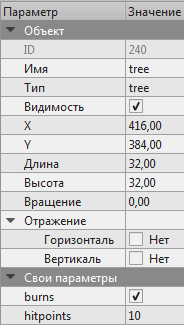 Параметр Значение
Объект
ID 240
Имя tree
Тип tree
Видимость
X 416,00
Y 384,00
Длина 32,00
Высота 32,00
Вращение 0,00
Отражение
Горизонталь Нет
Вертикаль Нет
Свои параметры
burns
hitpoints 10